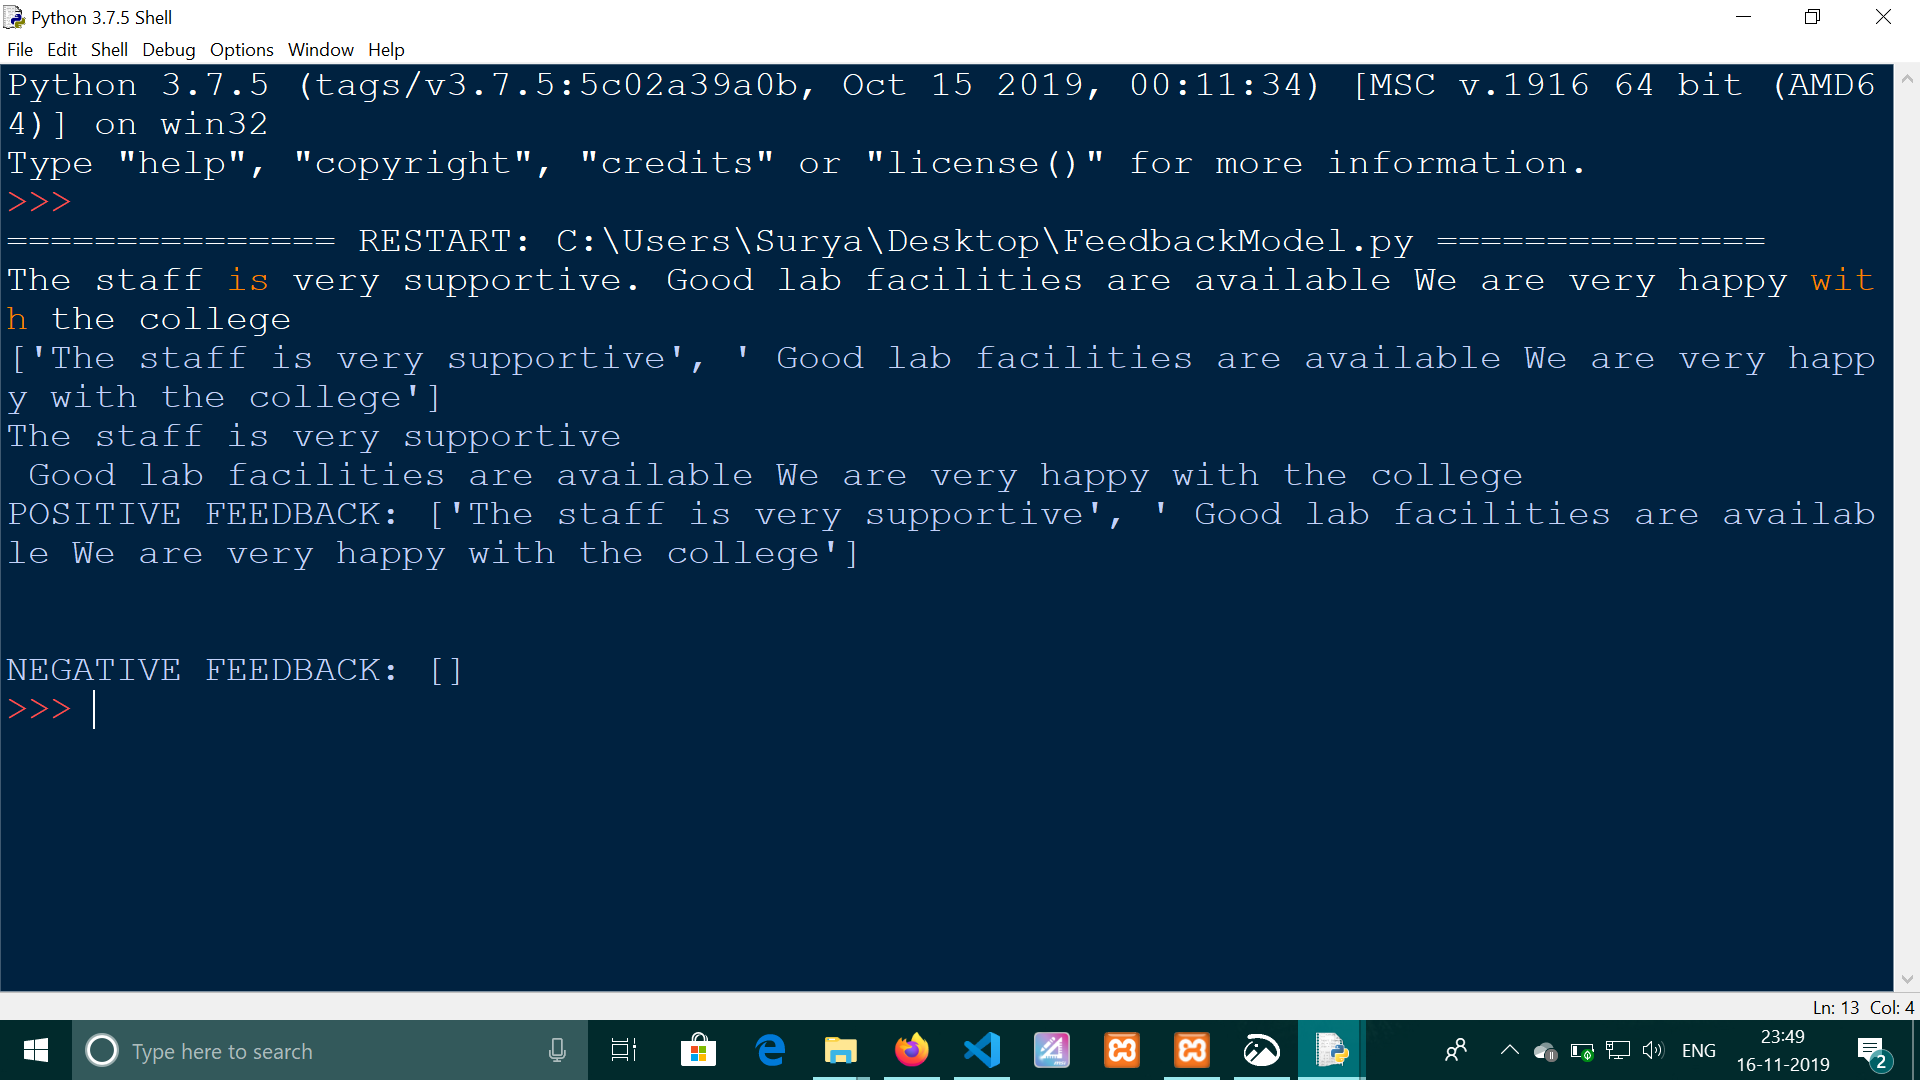 Python 3.7.5 Shell
File Edit Shell Debug Options Window Help
Python 3.7.5 (tags/v3.7.5:5c02a39a0b, Oct 15 2019, 00:11:34) [MSC v.1916 64 bit (AMD6
4)] on win32
Type "help", "copyright", "credits" or "license()" for more information.
>>>
=============== RESTART: C:\Users\Surya\Desktop\FeedbackModel.py ===============
The staff is very supportive. Good lab facilities are available We are very happy wit
h the college
['The staff is very supportive', ' Good lab facilities are available We are very happ
y with the college']
The staff is very supportive
 Good lab facilities are available We are very happy with the college
POSITIVE FEEDBACK: ['The staff is very supportive', ' Good lab facilities are availab
le We are very happy with the college']
NEGATIVE FEEDBACK: []
>>>
Ln: 13 Col: 4
Type here to search
ENG
23:49
16-11-2019
2